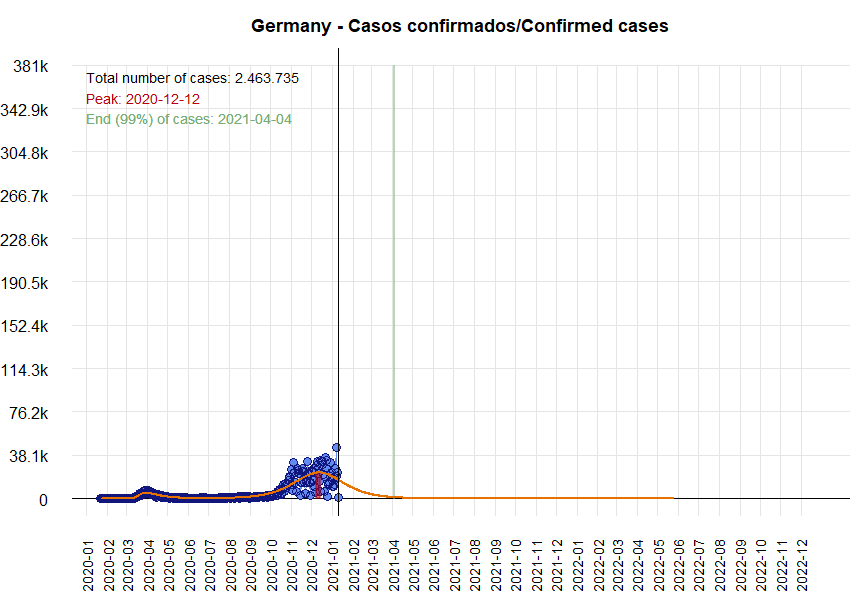 Germany - Casos confirmados/Confirmed cases
381k
342.9k
304.8k
266.7k
228.6k
190.5k
152.4k
114.3k
76.2k
38.1k
0
Total number of cases: 2.463.735
Peak: 2020-12-12
End (99%) of cases: 2021-04-04
2020-01
2020-02
2020-03
2020-04
2020-05
2020-06
2020-07
2020-08
2020-09
2020-10
2020-11
2020-12
2021-01
2021-02
2021-03
2021-04
2021-05
2021-06
2021-07
2021-08
2021-09
2021-10
2021-11
2021-12
2022-01
2022-02
2022-03
2022-04
2022-05
2022-06
2022-07
2022-08
2022-09
2022-10
2022-11
2022-12